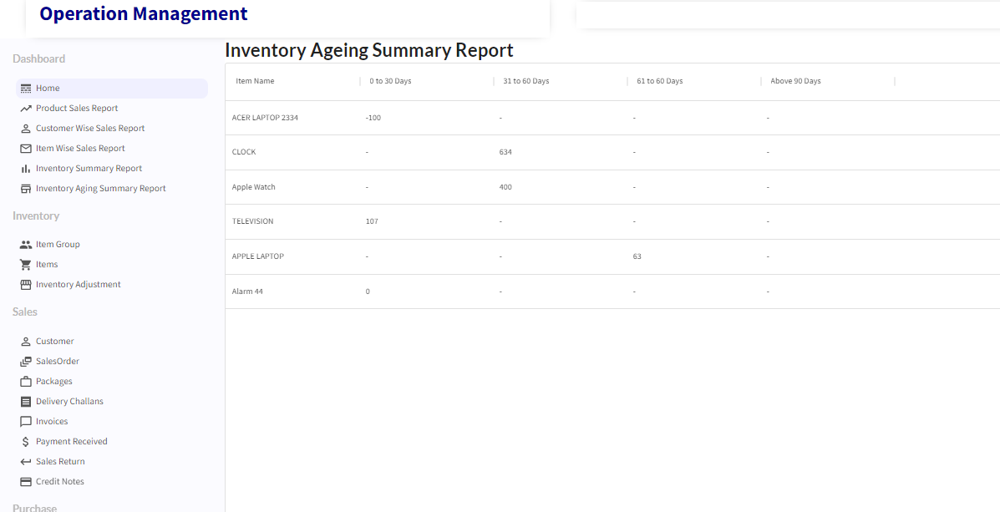 Operation Management
Dashboard
Home
Product Sales Report
Customer Wise Sales Report
Item Wise Sales Report
Inventory Summary Report
Inventory Aging Summary Report
Inventory
Item Group
Items
Inventory Adjustment
Sales
Customer
SalesOrder
Packages
Delivery Challans
Invoices
Payment Received
Sales Return
Credit Notes
Purchase
Inventory Ageing Summary Report
Item Name 0 to 30 Days 31 to 60 Days 61 to 60 Days Above 90 Days
ACER LAPTOP 2334 -100 - - -
CLOCK - 634 - -
Apple Watch - 400 - -
TELEVISION 107 - - -
APPLE LAPTOP - - 63 -
Alarm 44 0 - - -